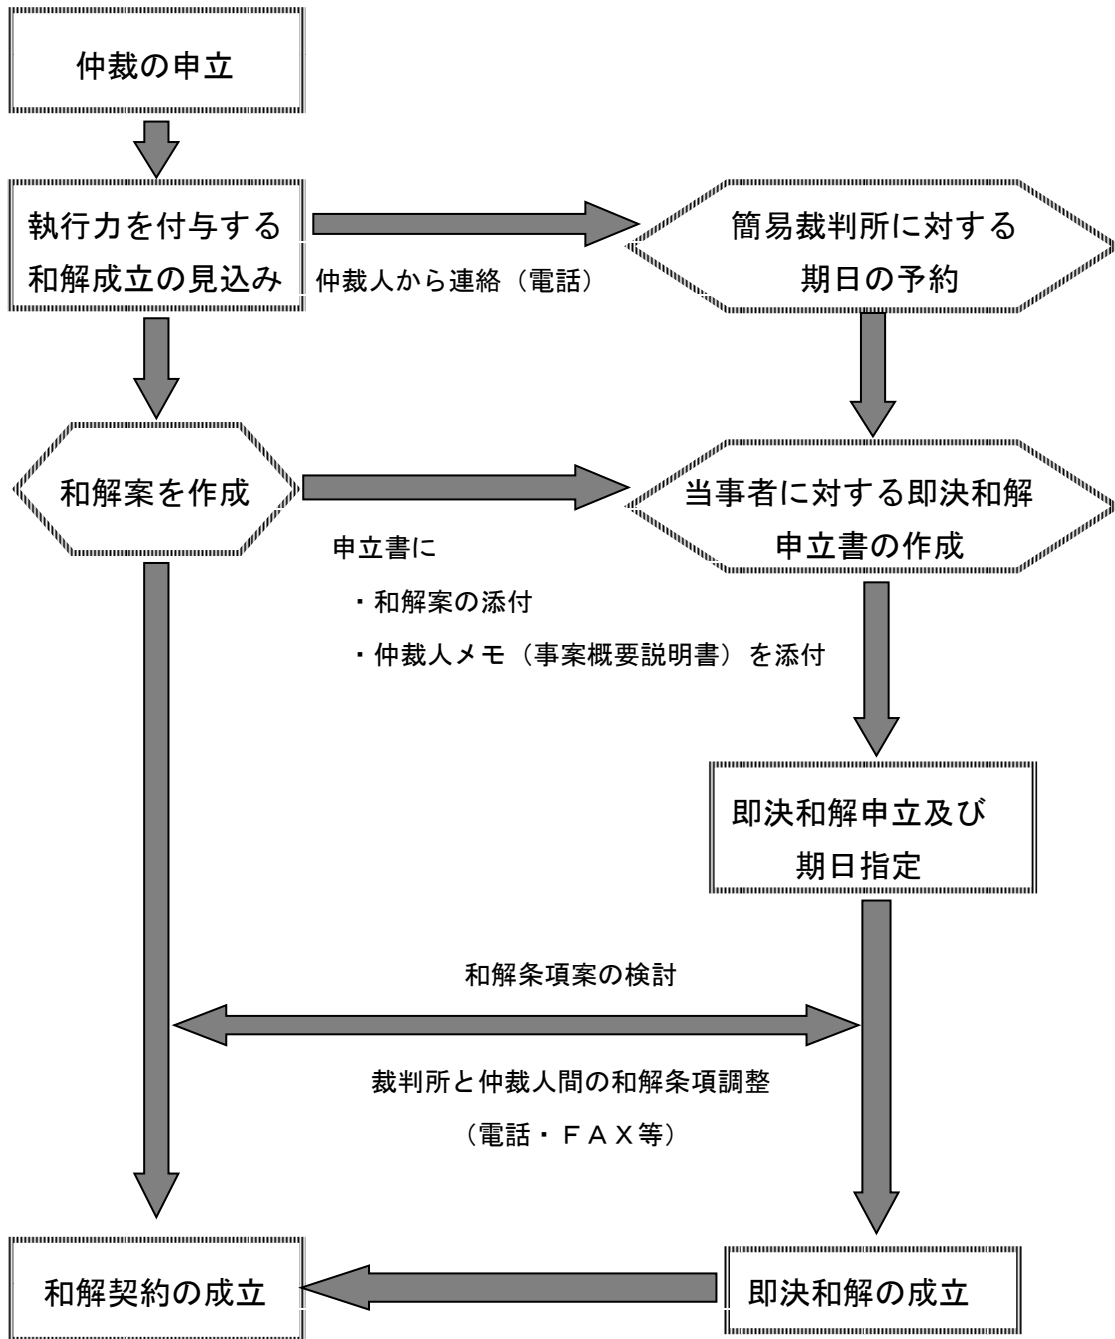 仲裁の申立
執行力を付与する
和解成立の見込み
仲裁人から連絡（電話）
簡易裁判所に対する
期日の予約
和解案を作成
当事者に対する即決和解
申立書の作成
申立書に
・和解案の添付
・仲裁人メモ（事案概要説明書）を添付
即決和解申立及び
期日指定
和解条項案の検討
裁判所と仲裁人間の和解条項調整
（電話・ＦＡＸ等）
和解契約の成立
即決和解の成立